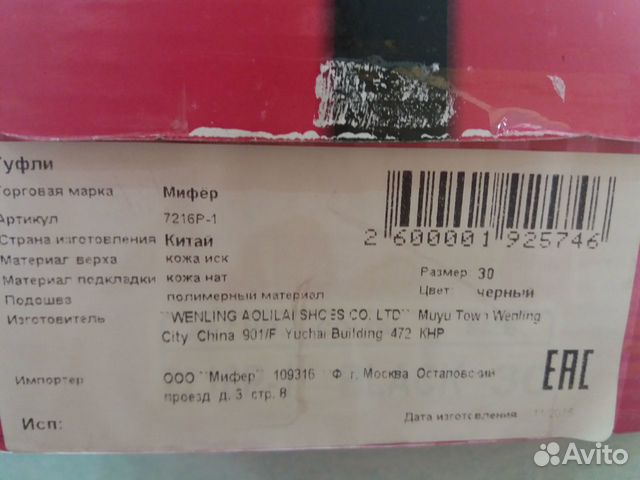 Туфли
Торговая марка Мифер
Артикул 7216P-1
2 600001 925746
Страна изготовления Китай
Материал верха кожа иск
Материал подкладки кожа нат
Размер 30
Подошва полимерный материал
Цвет черный
Изготовитель "WENLING AOLILAI SHOES CO. LTD" Muyu Town Wenling
City China 901/F Yuchai Building 472 КНР
Импортер ООО "Мифер" 109316 Ф г. Москва Остаповский
проезд д. 3 стр. 8
EAC
Дата изготовления
Исп:
Avito